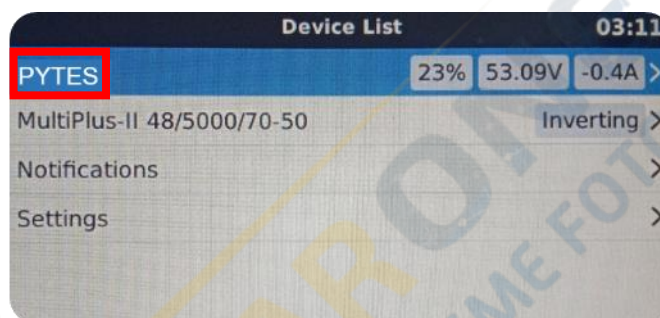 Device List 03:11
PYTES 23% 53.09V -0.4A >
MultiPlus-II 48/5000/70-50 Inverting >
Notifications >
Settings >